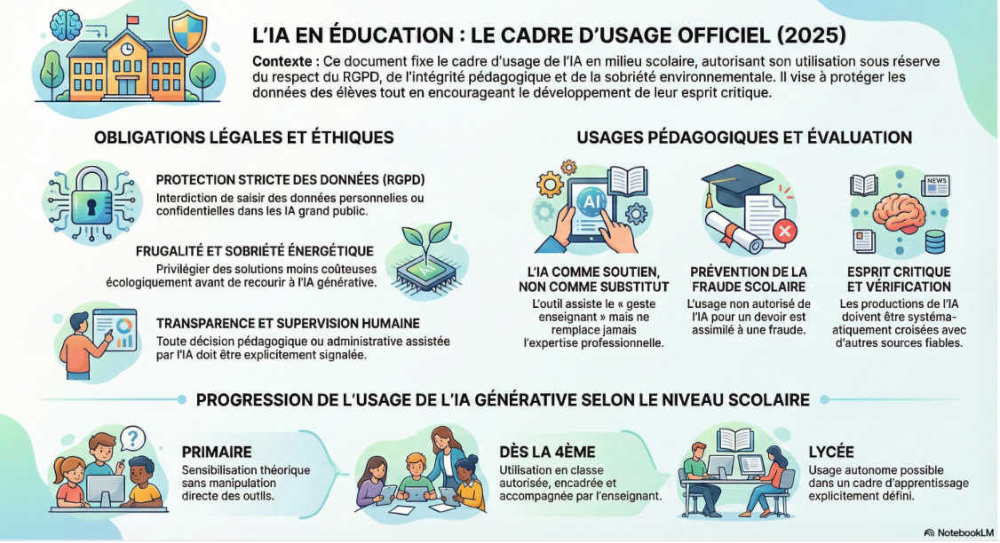 L'IA EN ÉDUCATION : LE CADRE D'USAGE OFFICIEL (2025)
Contexte : Ce document fixe le cadre d'usage de l'IA en milieu scolaire, autorisant son utilisation sous réserve
du respect du RGPD, de l'intégrité pédagogique et de la sobriété environnementale. Il vise à protéger les
données des élèves tout en encourageant le développement de leur esprit critique.
OBLIGATIONS LÉGALES ET ÉTHIQUES
PROTECTION STRICTE DES DONNÉES (RGPD)
Interdiction de saisir des données personnelles ou
confidentielles dans les IA grand public.
FRUGALITÉ ET SOBRIÉTÉ ÉNERGÉTIQUE
Privilégier des solutions moins coûteuses
écologiquement avant de recourir à l'IA générative.
AI
TRANSPARENCE ET SUPERVISION HUMAINE
Toute décision pédagogique ou administrative assistée
par l'IA doit être explicitement signalée.
USAGES PÉDAGOGIQUES ET ÉVALUATION
AI
L'IA COMME SOUTIEN,
NON COMME SUBSTITUT
L'outil assiste le « geste
enseignant » mais ne
remplace jamais
l'expertise professionnelle.
PRÉVENTION DE LA
FRAUDE SCOLAIRE
L'usage non autorisé de
l'IA pour un devoir est
assimilé à une fraude.
NEWS
ESPRIT CRITIQUE
ET VÉRIFICATION
Les productions de l'IA
doivent être systéma-
atiquement croisées avec
d'autres sources fiables.
PROGRESSION DE L'USAGE DE L'IA GÉNÉRATIVE SELON LE NIVEAU SCOLAIRE
?
PRIMAIRE
Sensibilisation théorique
sans manipulation
directe des outils.
DÈS LA 4ÈME
Utilisation en classe
autorisée, encadrée et
accompagnée par l'enseignant.
LYCÉE
Usage autonome possible
dans un cadre d'apprentissage
explicitement défini.
NotebookLM